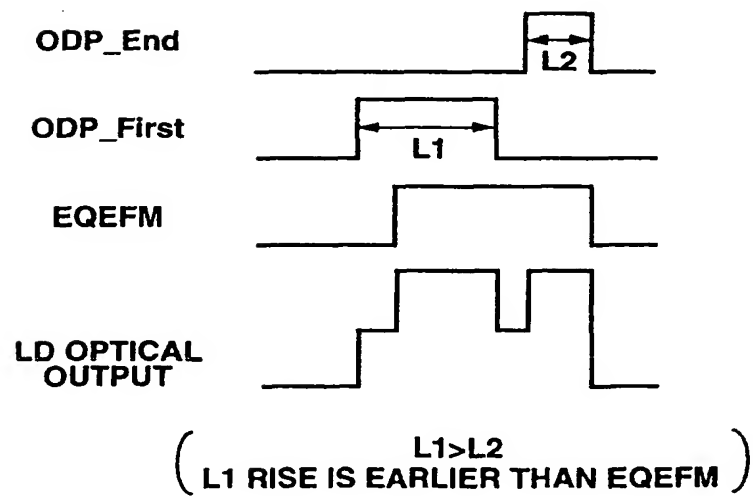 ODP_End
L2
ODP_First
L1
EQEFM
LD OPTICAL
OUTPUT
( L1>L2
L1 RISE IS EARLIER THAN EQEFM )